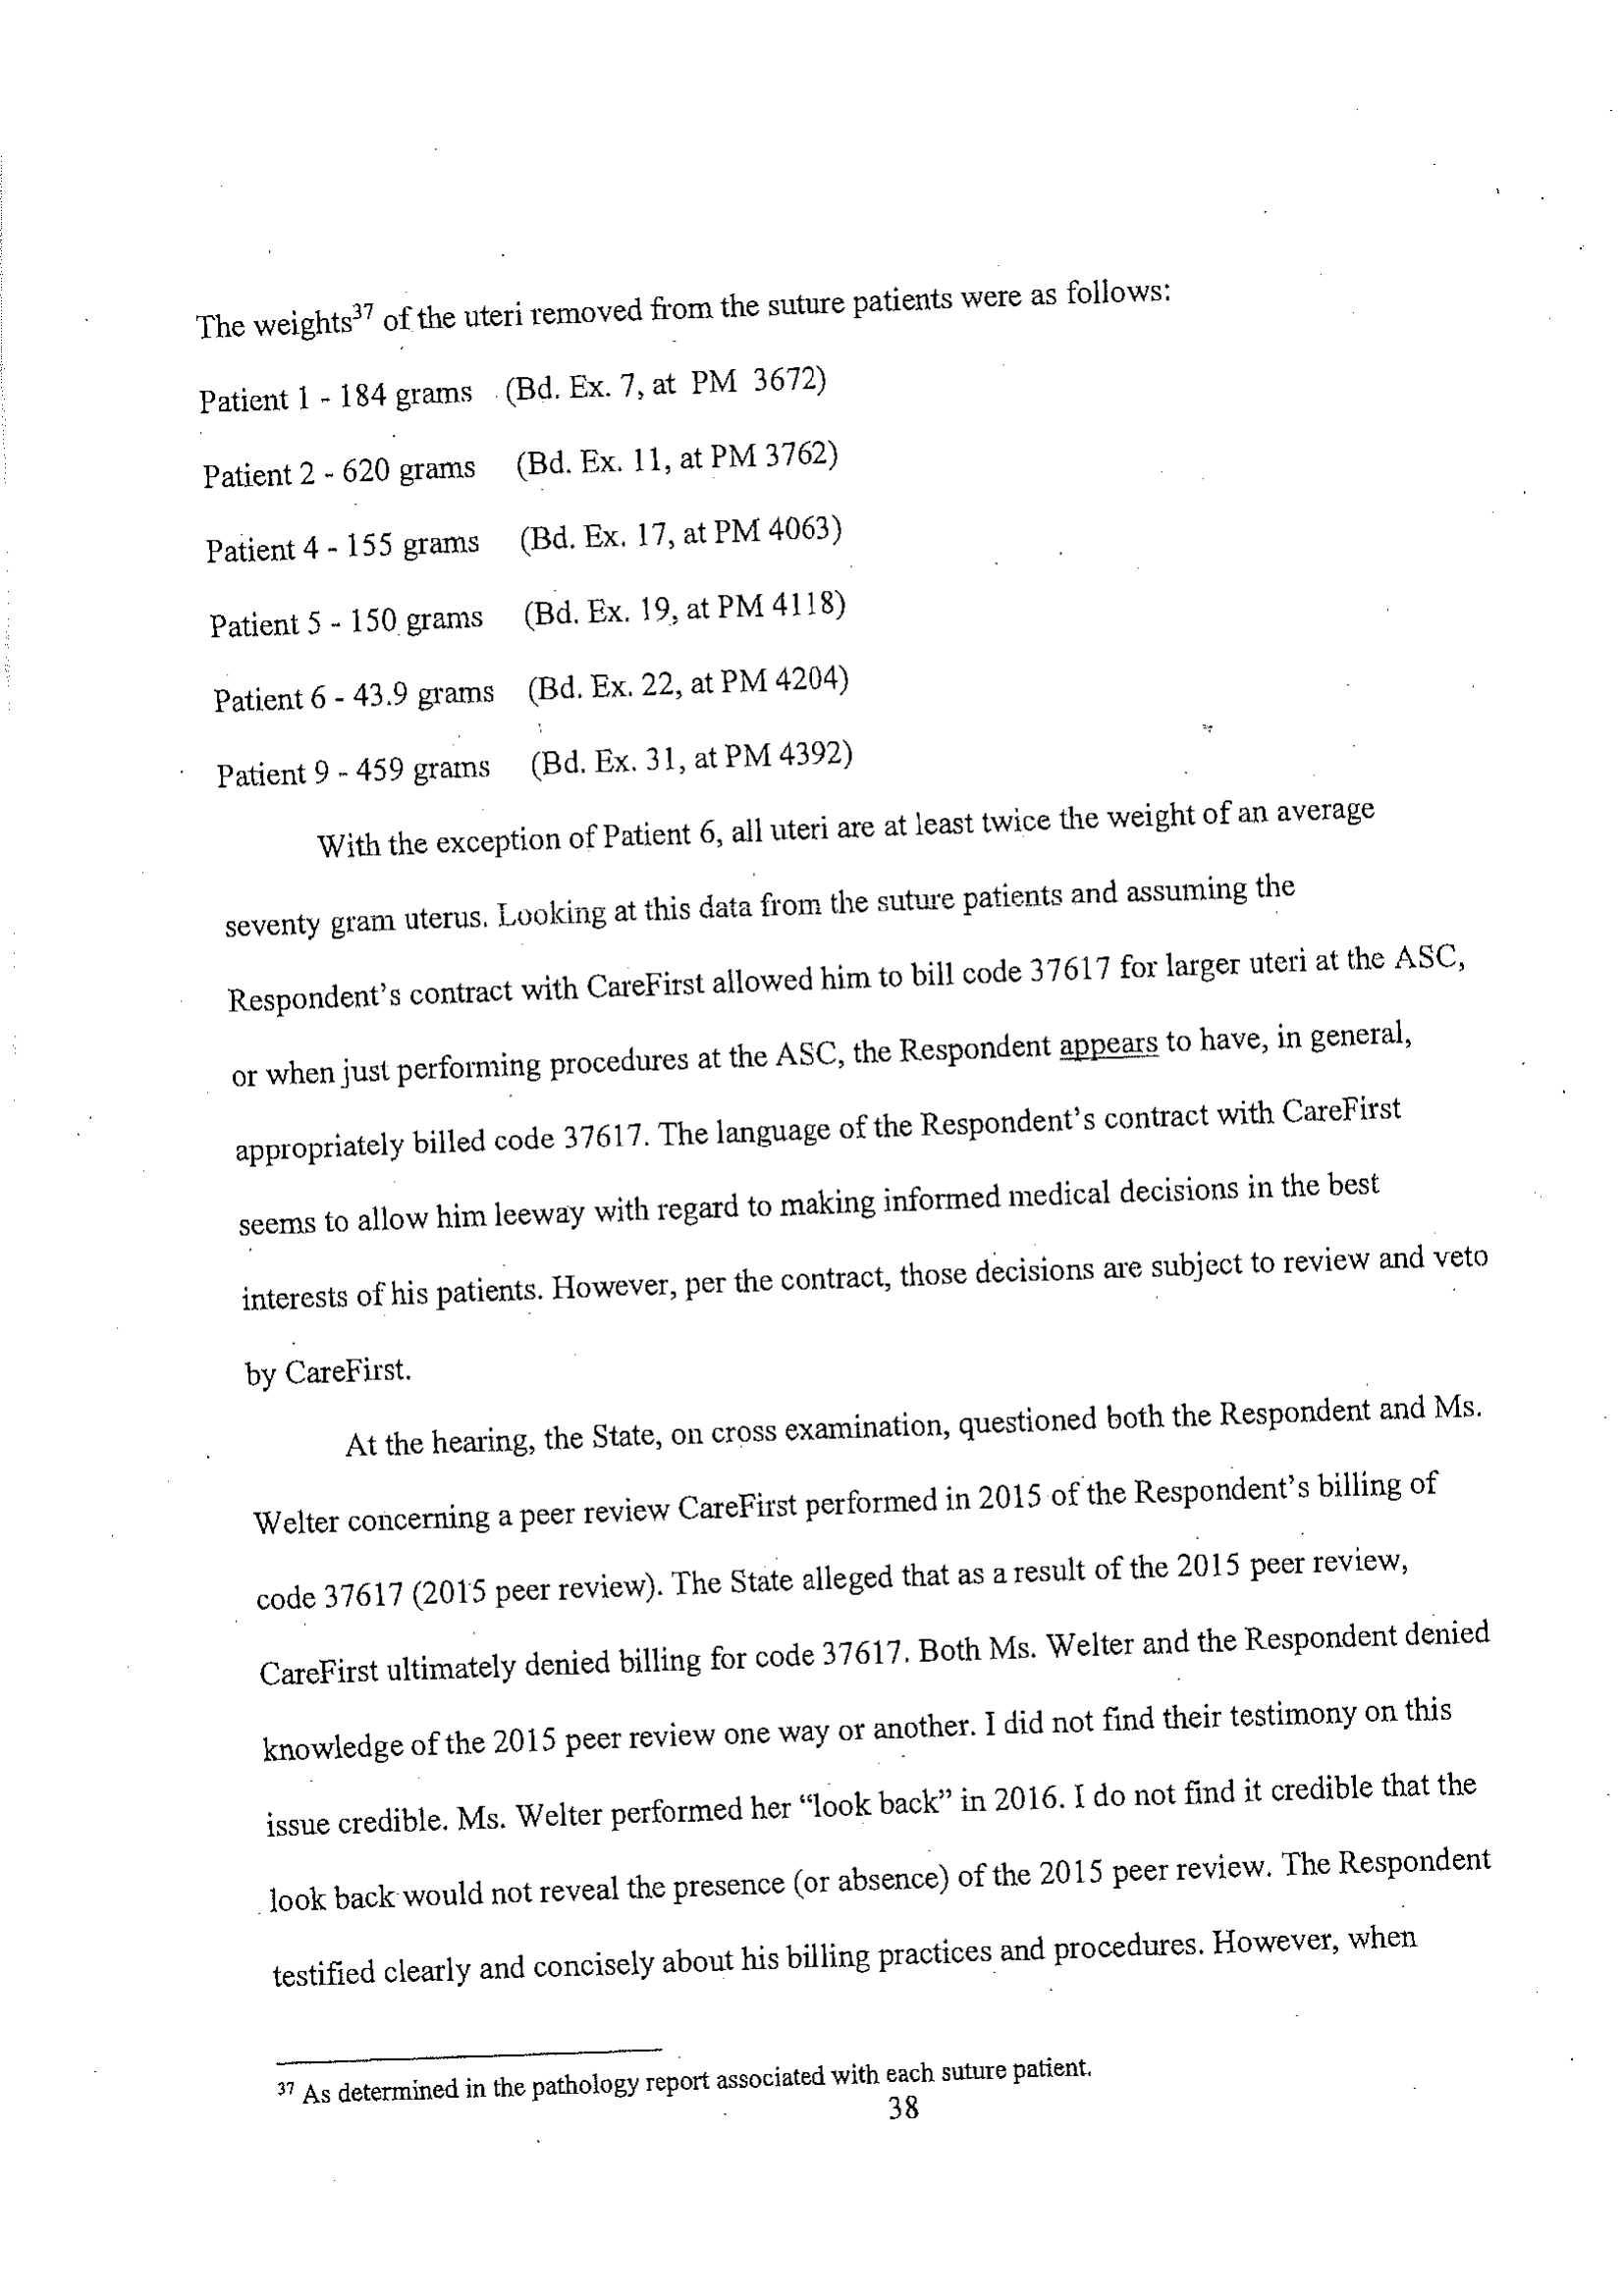 The weights37 of the uteri removed from the suture patients were as follows:
Patient 1 - 184 grams (Bd. Ex. 7, at PM 3672)
Patient 2 - 620 grams (Bd. Ex. 11, at PM 3762)
Patient 4 - 155 grams (Bd. Ex. 17, at PM 4063)
Patient 5 - 150 grams (Bd. Ex. 19, at PM 4118)
Patient 6 - 43.9 grams (Bd. Ex. 22, at PM 4204)
Patient 9 - 459 grams (Bd. Ex. 31, at PM 4392)
With the exception of Patient 6, all uteri are at least twice the weight of an average
seventy gram uterus. Looking at this data from the suture patients and assuming the
Respondent's contract with CareFirst allowed him to bill code 37617 for larger uteri at the ASC,
or when just performing procedures at the ASC, the Respondent appears to have, in general,
appropriately billed code 37617. The language of the Respondent's contract with CareFirst
seems to allow him leeway with regard to making informed medical decisions in the best
interests of his patients. However, per the contract, those decisions are subject to review and veto
by CareFirst.
At the hearing, the State, on cross examination, questioned both the Respondent and Ms.
Welter concerning a peer review CareFirst performed in 2015 of the Respondent's billing of
code 37617 (2015 peer review). The State alleged that as a result of the 2015 peer review,
CareFirst ultimately denied billing for code 37617. Both Ms. Welter and the Respondent denied
knowledge of the 2015 peer review one way or another. I did not find their testimony on this
issue credible. Ms. Welter performed her “look back” in 2016. I do not find it credible that the
look back would not reveal the presence (or absence) of the 2015 peer review. The Respondent
testified clearly and concisely about his billing practices and procedures. However, when
37 As determined in the pathology report associated with each suture patient.
38